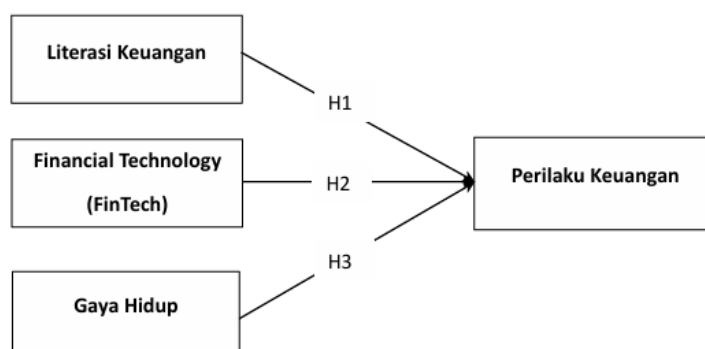 Literasi Keuangan
H1
Financial Technology
(FinTech)
H2
Perilaku Keuangan
H3
Gaya Hidup